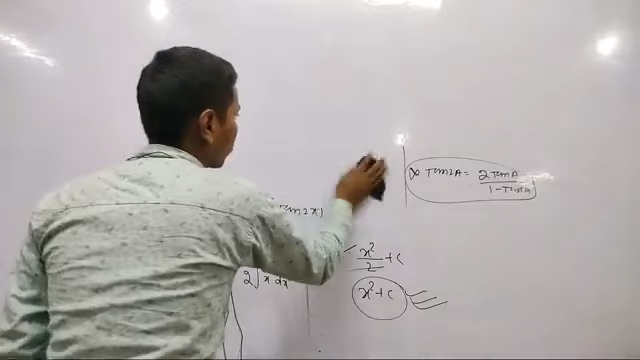 Tan2A = 2TanA / 1-Tan²A
Tan2x)
x²/2 + C
2∫x dx
x²+C